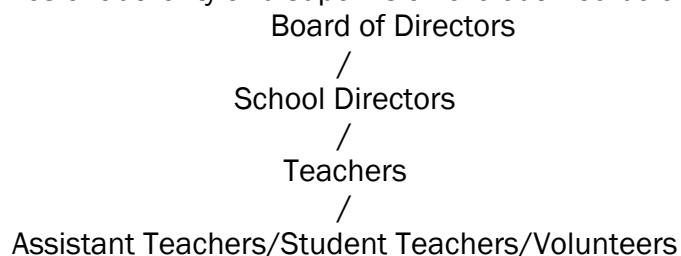 Board of Directors
/
School Directors
/
Teachers
/
Assistant Teachers/Student Teachers/Volunteers